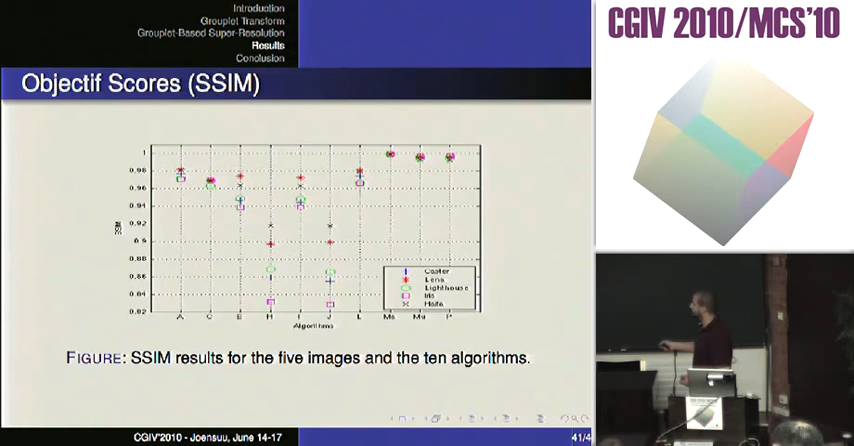 Introduction
Grouplet Transform
Grouplet-Based Super-Resolution
Results
Conclusion
Objectif Scores (SSIM)
1
0.98
0.96
0.94
0.92
0.9
0.88
0.86
0.84
0.82
SSIM
A C E H I J L Ma Mu P
Algorithms
Caster
Lena
Lighthouse
Iris
Haifa
FIGURE: SSIM results for the five images and the ten algorithms.
CGIV'2010 - Joensuu, June 14-17
41/4
CGIV 2010/MCS'10